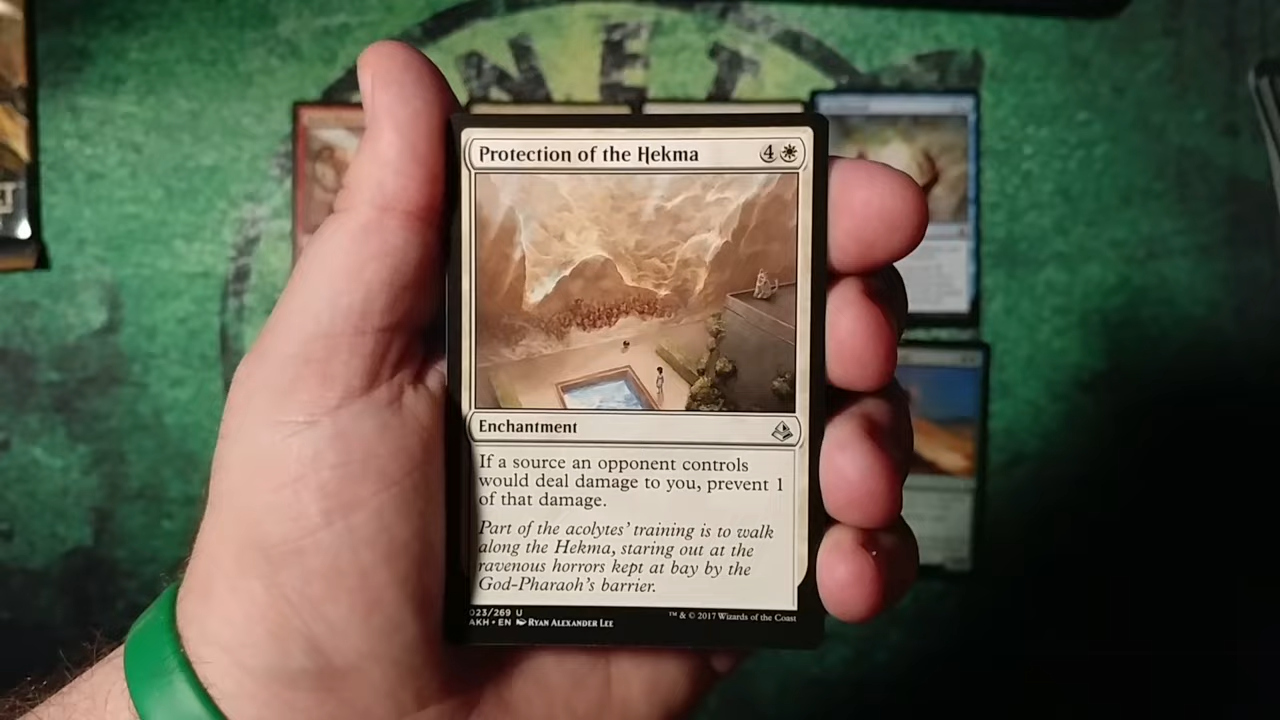 NET
Protection of the Hekma 4
Enchantment
If a source an opponent controls
would deal damage to you, prevent 1
of that damage.
Part of the acolytes' training is to walk
along the Hekma, staring out at the
ravenous horrors kept at bay by the
God-Pharaoh's barrier.
023/269 U
AKH • EN Ryan Alexander Lee
™ & © 2017 Wizards of the Coast